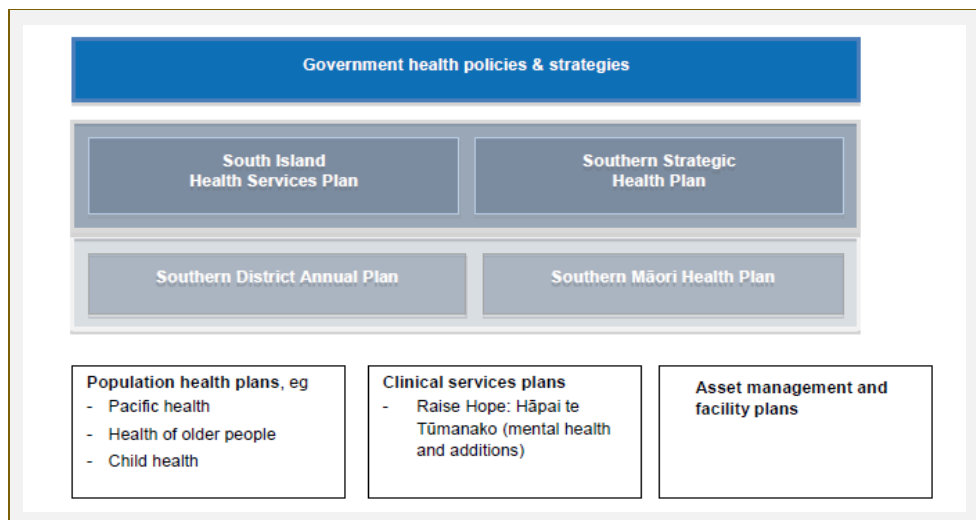 Government health policies & strategies
South Island
Health Services Plan
Southern Strategic
Health Plan
Southern District Annual Plan
Southern Māori Health Plan
Population health plans, eg
- Pacific health
- Health of older people
- Child health
Clinical services plans
- Raise Hope: Hāpai te
Tūmanako (mental health
and additions)
Asset management and
facility plans